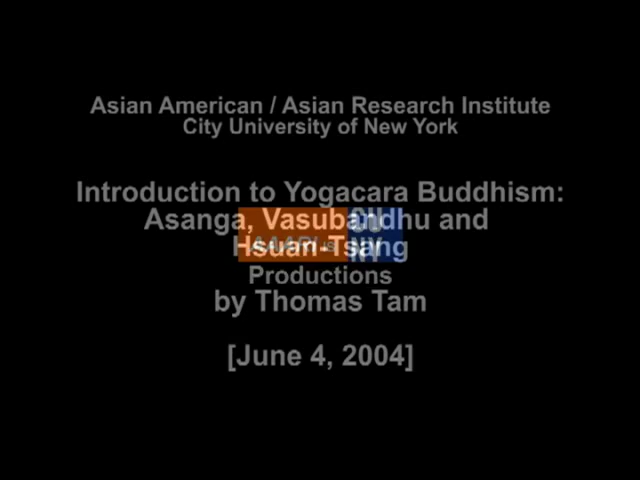 Asian American / Asian Research Institute
City University of New York
Introduction to Yogacara Buddhism:
Asanga, Vasubandhu and
Hsuan-Tsang
Productions
by Thomas Tam
[June 4, 2004]